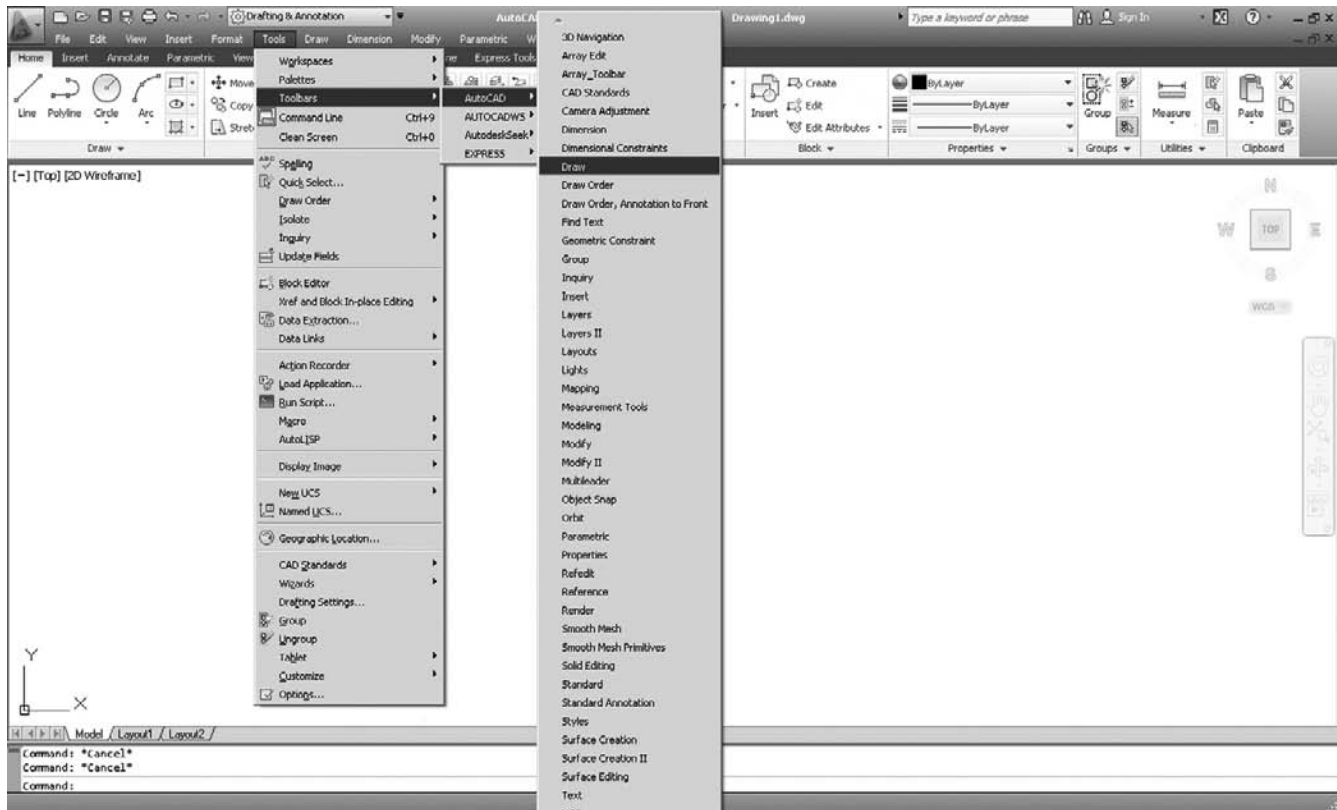 Drafting & Annotation
AutoCA
Drawing1.dwg
Type a keyword or phrase
Sign In
File Edit View Insert Format Tools Draw Dimension Modify Parametric W
Home Insert Annotate Parametric View
ne Express Tools
Line Polyline Circle Arc
Move
Copy
Stret
Draw
Insert
Create
Edit
Edit Attributes
Block
ByLayer
ByLayer
ByLayer
Properties
Group
Groups
Measure
Utilities
Paste
Clipboard
[-] [Top] [2D Wireframe]
Workspaces
Palettes
Toolbars
Command Line Ctrl+9
Clean Screen Ctrl+0
ABC Spelling
Quick Select...
Draw Order
Isolate
Inquiry
Update Fields
Block Editor
Xref and Block In-place Editing
Data Extraction...
Data Links
Action Recorder
Load Application...
Run Script...
Macro
AutoLISP
Display Image
New UCS
Named UCS...
Geographic Location...
CAD Standards
Wizards
Drafting Settings...
Group
Ungroup
Tablet
Customize
Options...
AutoCAD
AUTOCADWS
AutodeskSeek
EXPRESS
3D Navigation
Array Edit
Array_Toolbar
CAD Standards
Camera Adjustment
Dimension
Dimensional Constraints
Draw
Draw Order
Draw Order, Annotation to Front
Find Text
Geometric Constraint
Group
Inquiry
Insert
Layers
Layers II
Layouts
Lights
Mapping
Measurement Tools
Modeling
Modify
Modify II
Multileader
Object Snap
Orbit
Parametric
Properties
Refedit
Reference
Render
Smooth Mesh
Smooth Mesh Primitives
Solid Editing
Standard
Standard Annotation
Styles
Surface Creation
Surface Creation II
Surface Editing
Text
N
W TOP E
S
WCS
Y
X
Model Layout1 Layout2
Command: *Cancel*
Command: *Cancel*
Command: